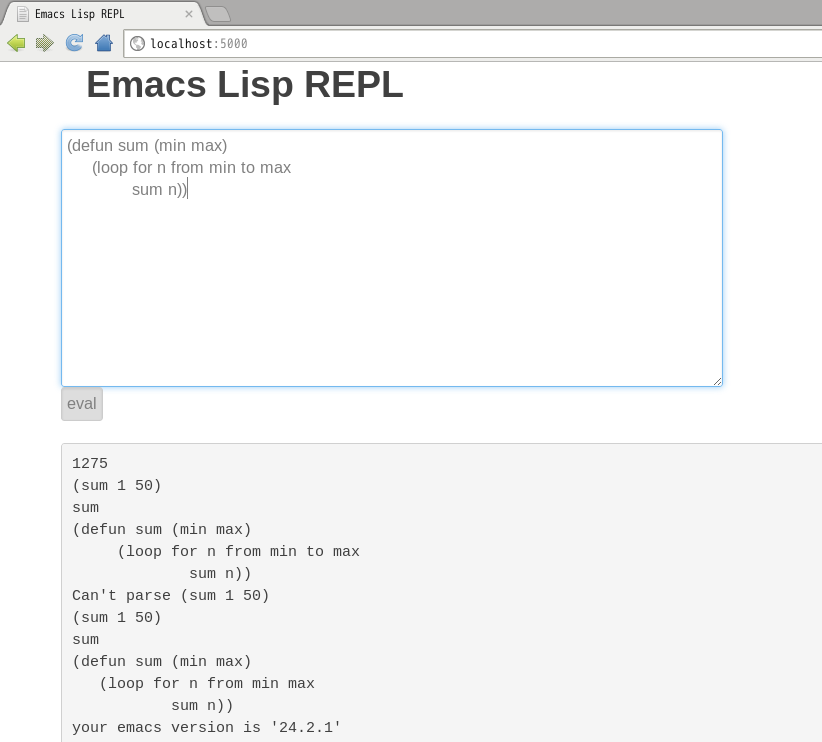 Emacs Lisp REPL
localhost:5000
Emacs Lisp REPL
(defun sum (min max)
      (loop for n from min to max
               sum n))
eval
1275
(sum 1 50)
sum
(defun sum (min max)
     (loop for n from min to max
             sum n))
Can't parse (sum 1 50)
(sum 1 50)
sum
(defun sum (min max)
   (loop for n from min max
           sum n))
your emacs version is '24.2.1'